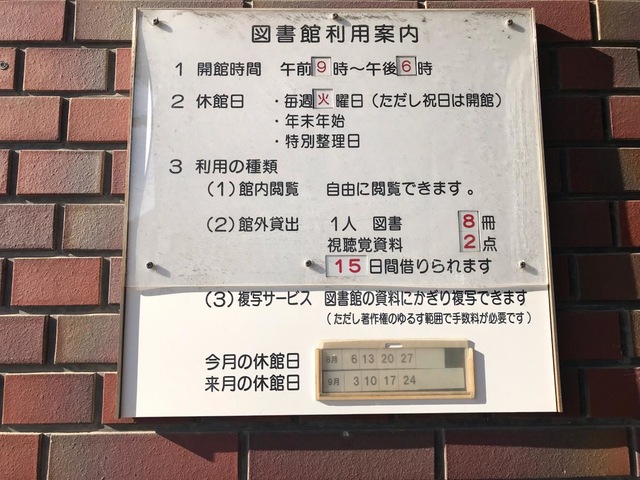 図書館利用案内
1 開館時間 午前9時～午後6時
2 休館日 ・毎週火曜日(ただし祝日は開館)
・年末年始
・特別整理日
3 利用の種類
(1)館内閲覧 自由に閲覧できます。
(2)館外貸出 1人 図書 8冊
視聴覚資料 2点
15日間借りられます
(3)複写サービス 図書館の資料にかぎり複写できます
(ただし著作権のゆるす範囲で手数料が必要です)
今月の休館日 8月 6 13 20 27
来月の休館日 9月 3 10 17 24